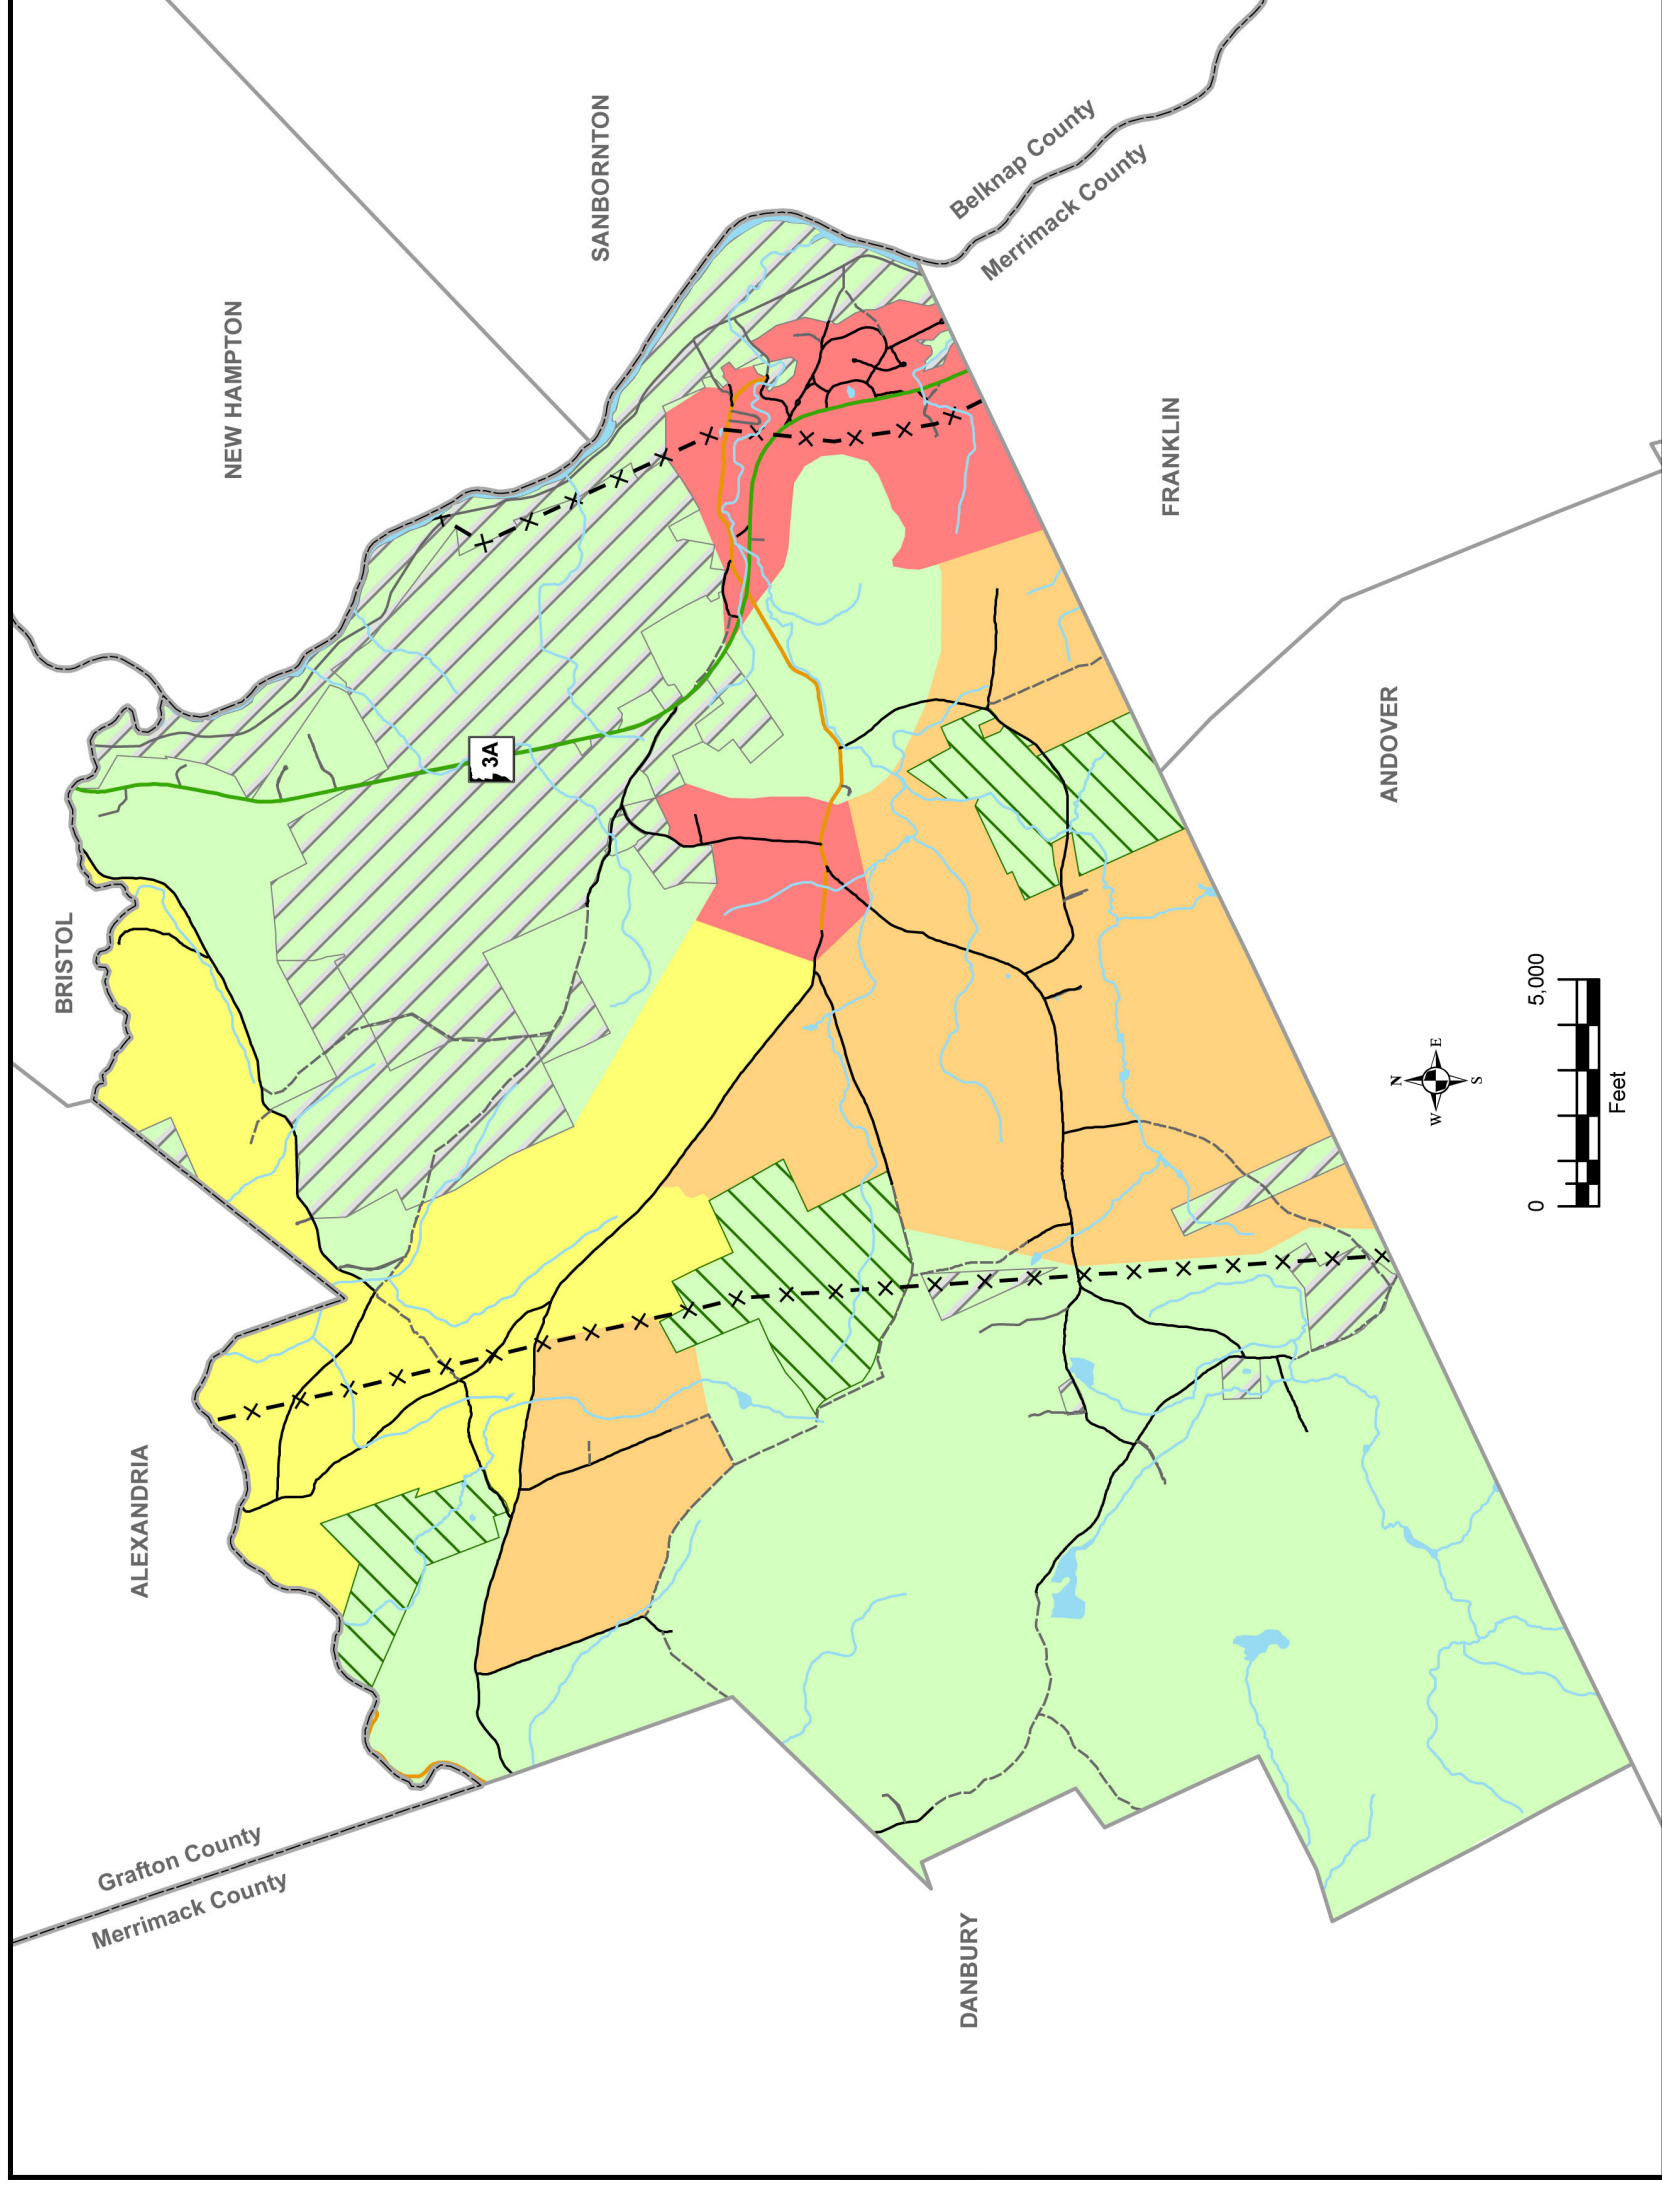 BRISTOL
NEW HAMPTON
SANBORNTON
ALEXANDRIA
3A
Belknap County
Merrimack County
Grafton County
Merrimack County
DANBURY
FRANKLIN
ANDOVER
N
W
E
S
0
5,000
Feet